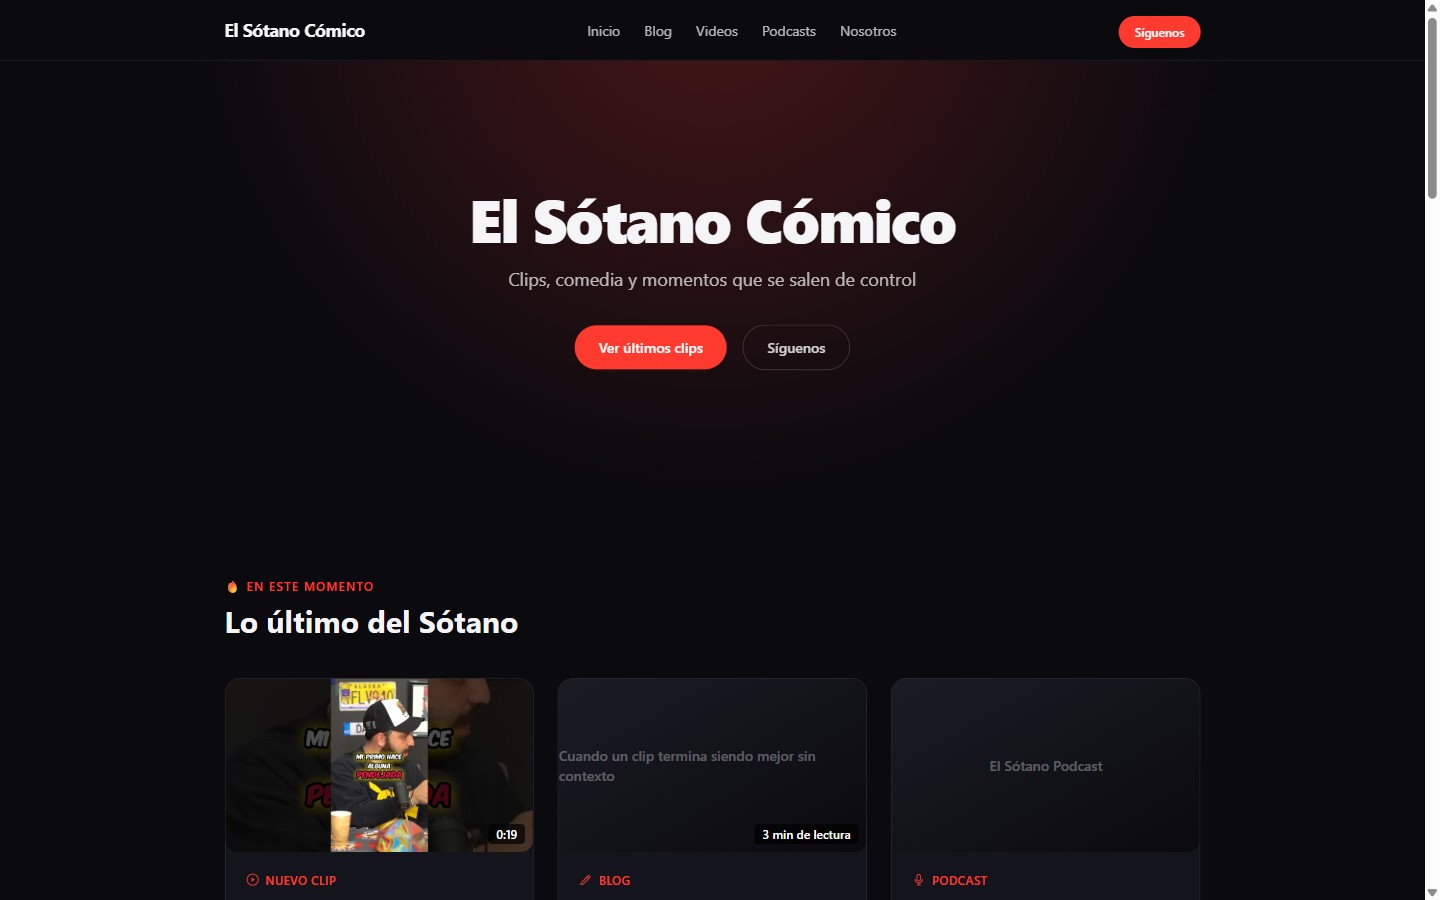 El Sótano Cómico
Inicio Blog Videos Podcasts Nosotros
Síguenos
El Sótano Cómico
Clips, comedia y momentos que se salen de control
Ver últimos clips
Síguenos
EN ESTE MOMENTO
Lo último del Sótano
ALASKA
MI PRIMO HACE
ALGUNA
PENDEJADA
0:19
Cuando un clip termina siendo mejor sin
contexto
3 min de lectura
El Sótano Podcast
NUEVO CLIP
BLOG
PODCAST